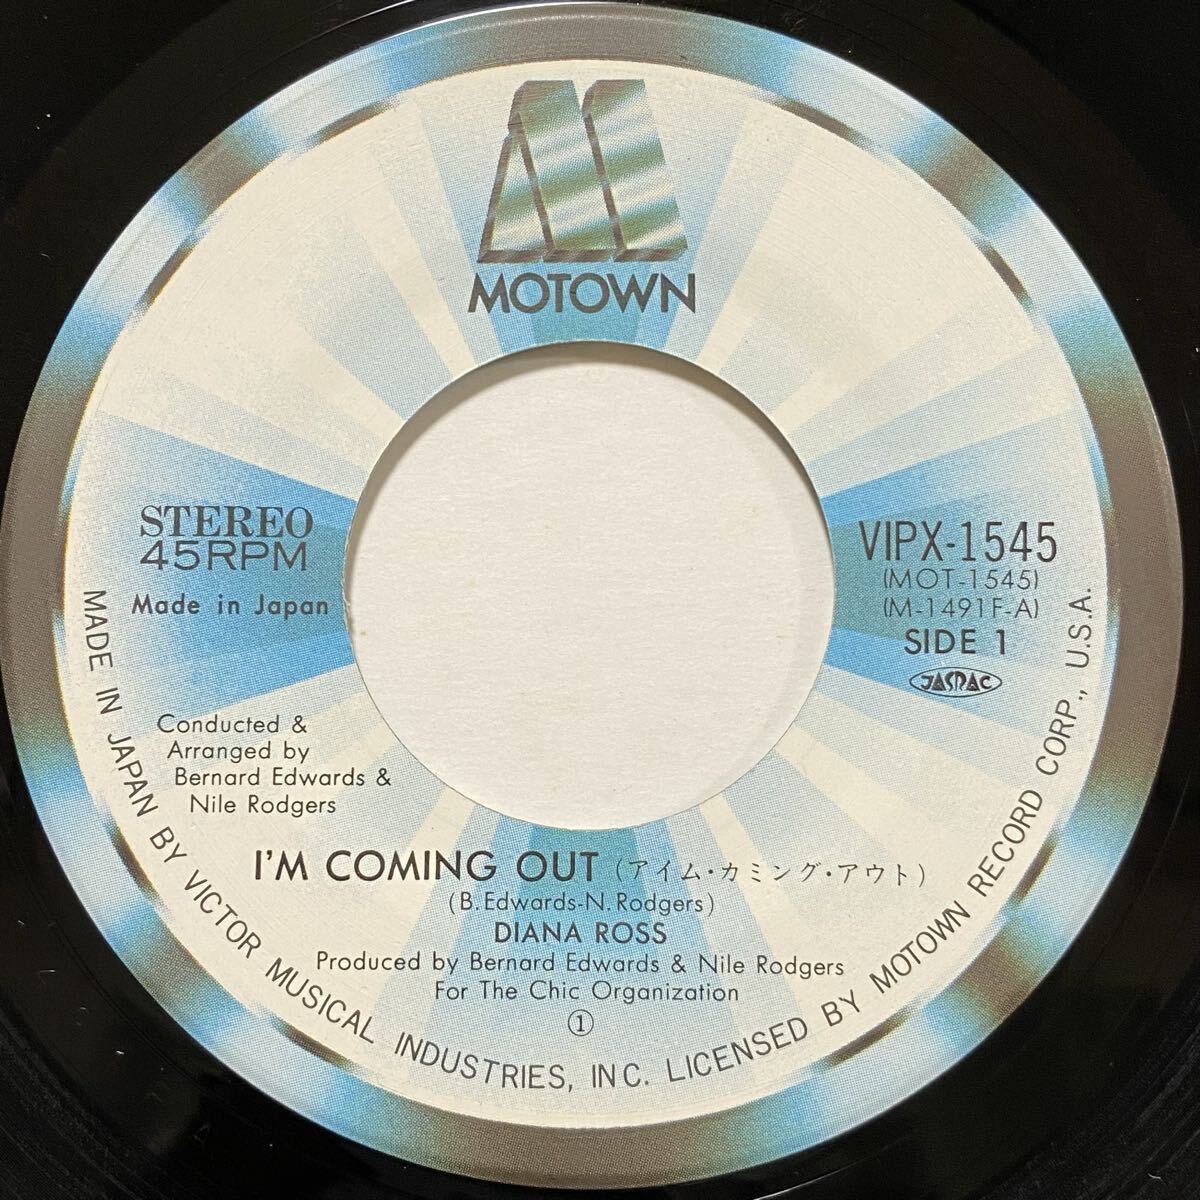 MOTOWN
STEREO
45RPM
Made in Japan
VIPX-1545
(MOT-1545)
(M-1491F-A)
SIDE 1
JASRAC
Conducted &
Arranged by
Bernard Edwards &
Nile Rodgers
I'M COMING OUT (アイム・カミング・アウト)
(B.Edwards-N.Rodgers)
DIANA ROSS
Produced by Bernard Edwards & Nile Rodgers
For The Chic Organization
①
MADE IN JAPAN BY VICTOR MUSICAL INDUSTRIES, INC. LICENSED BY MOTOWN RECORD CORP., U.S.A.